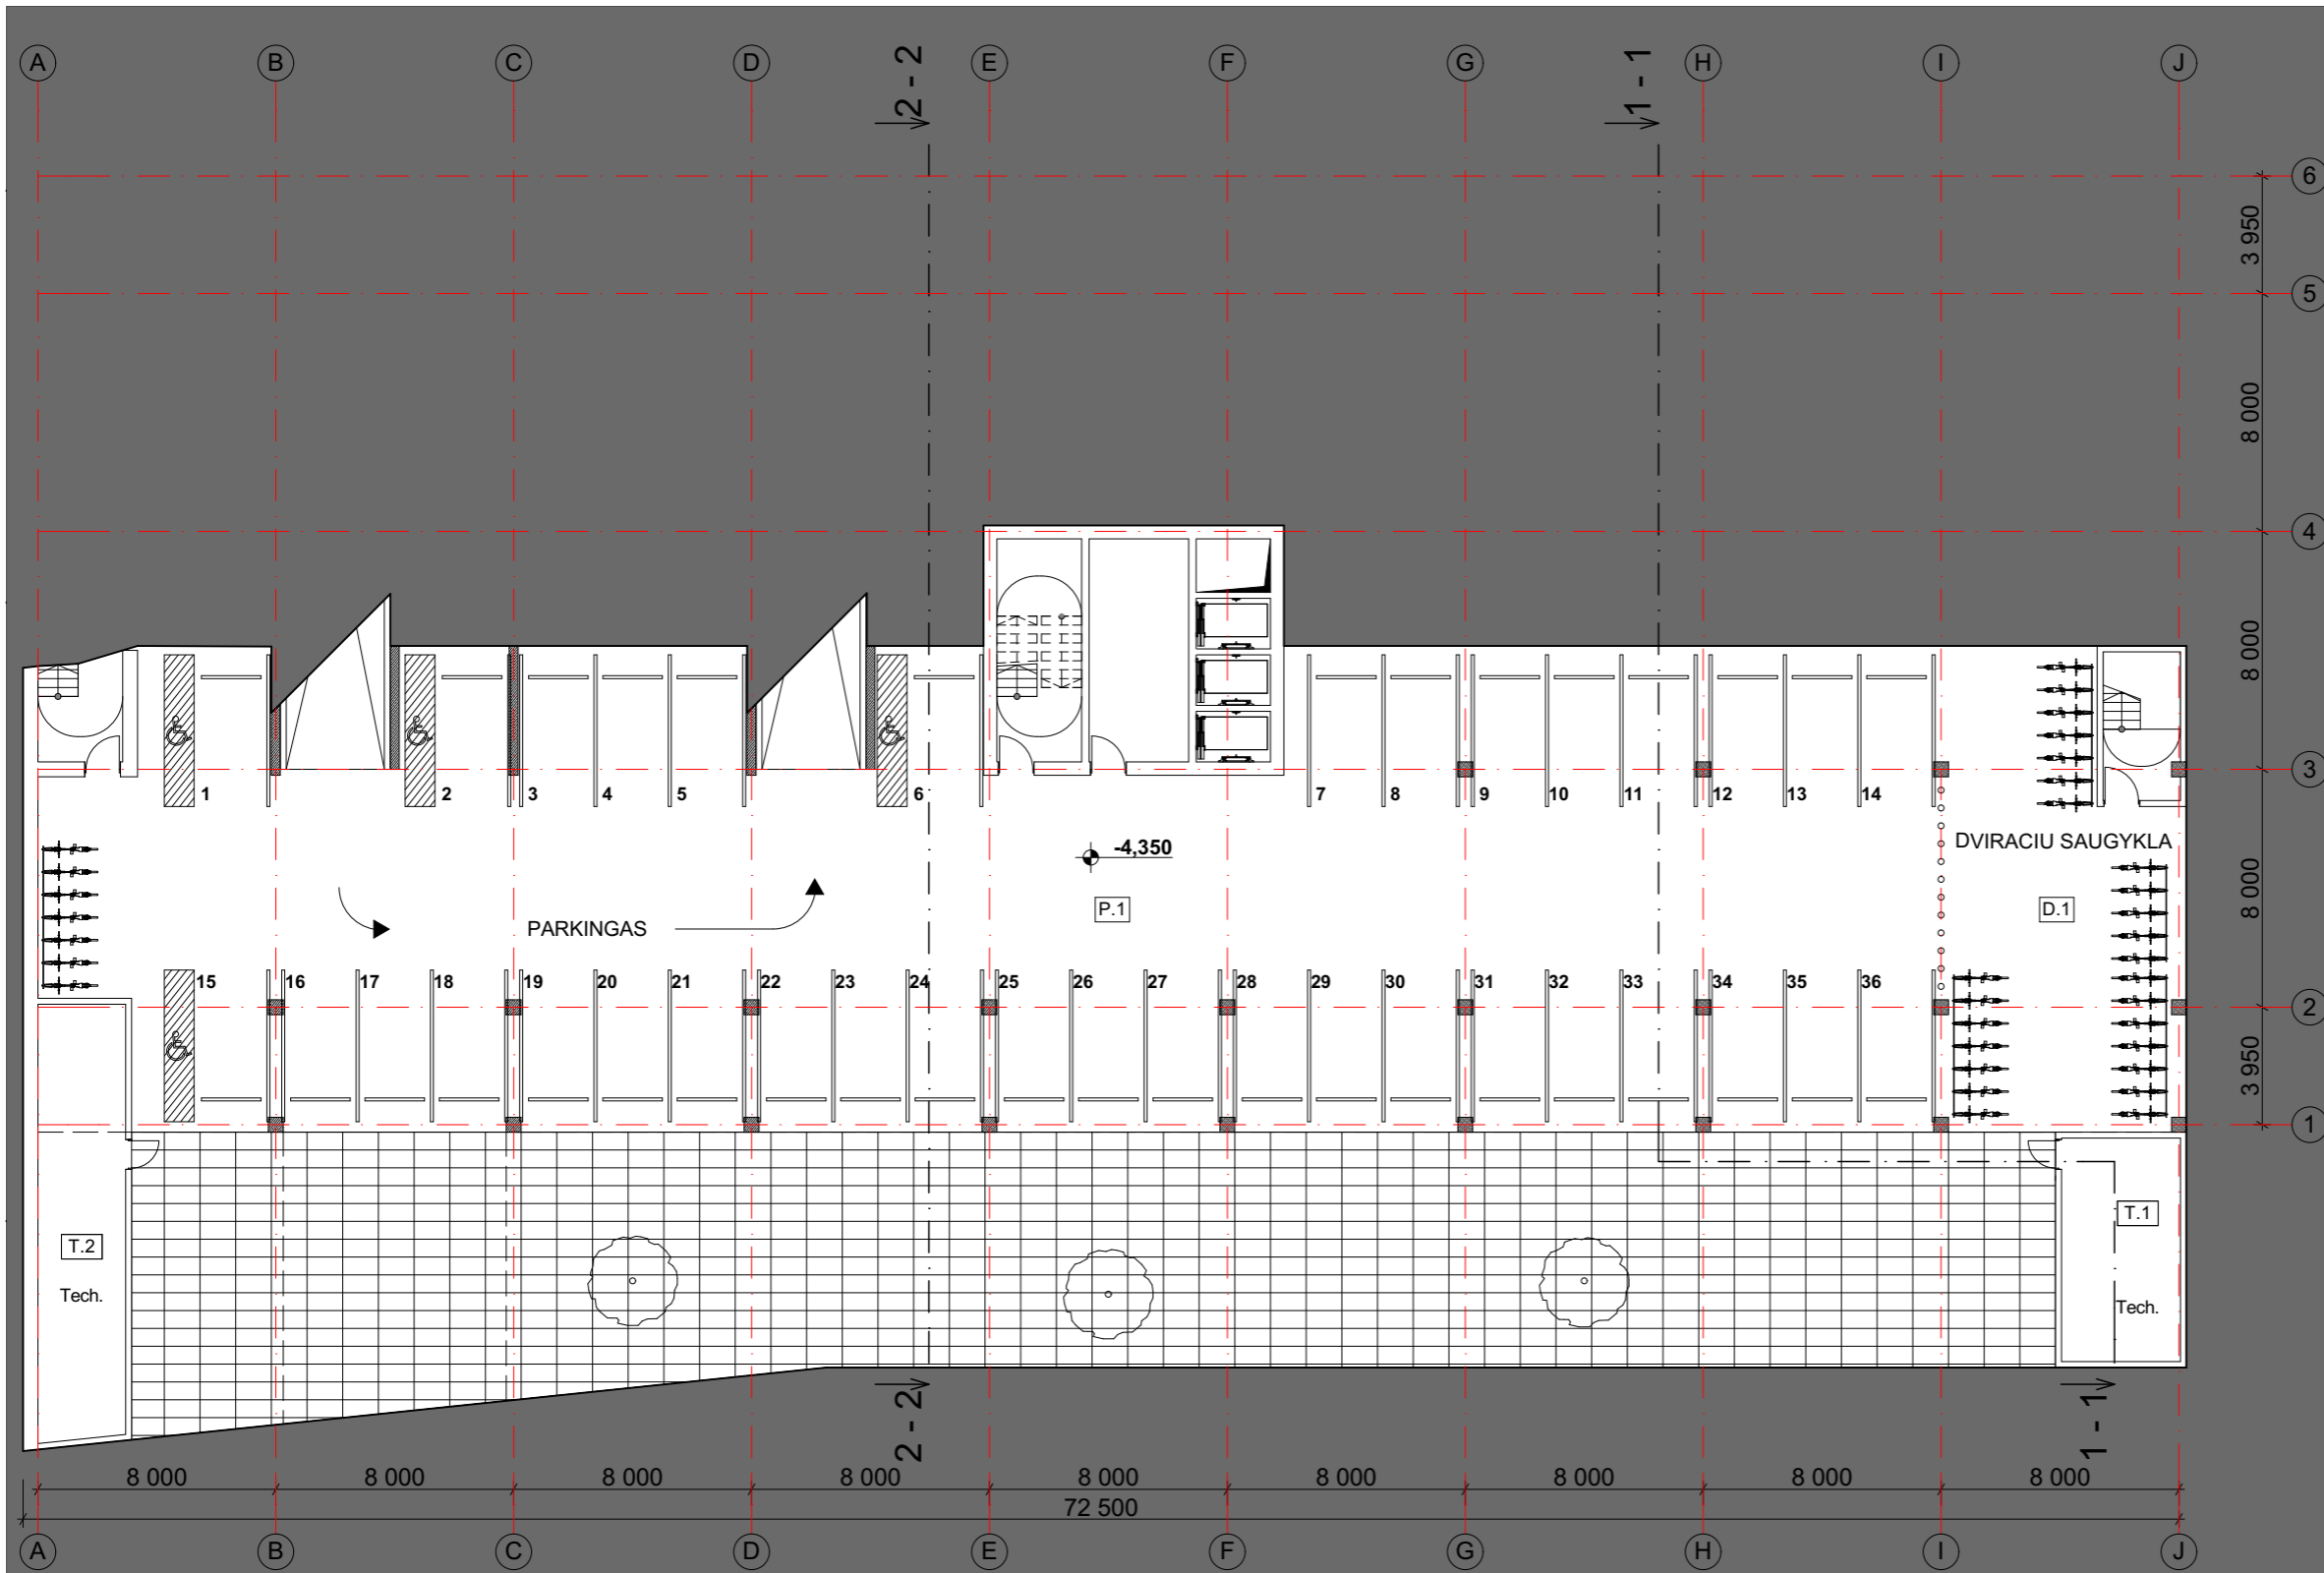 A B C D 2 - 2 E F G 1 - 1 H I J
6
3 950
5
8 000
4
8 000
3
1 2 3 4 5 6 7 8 9 10 11 12 13 14
DVIRACIU SAUGYKLA
-4,350
8 000
P.1 D.1
PARKINGAS
15 16 17 18 19 20 21 22 23 24 25 26 27 28 29 30 31 32 33 34 35 36
2
3 950
1
T.1
T.2
Tech. Tech.
2 - 2 1 - 1
8 000 8 000 8 000 8 000 8 000 8 000 8 000 8 000 8 000
72 500
A B C D E F G H I J